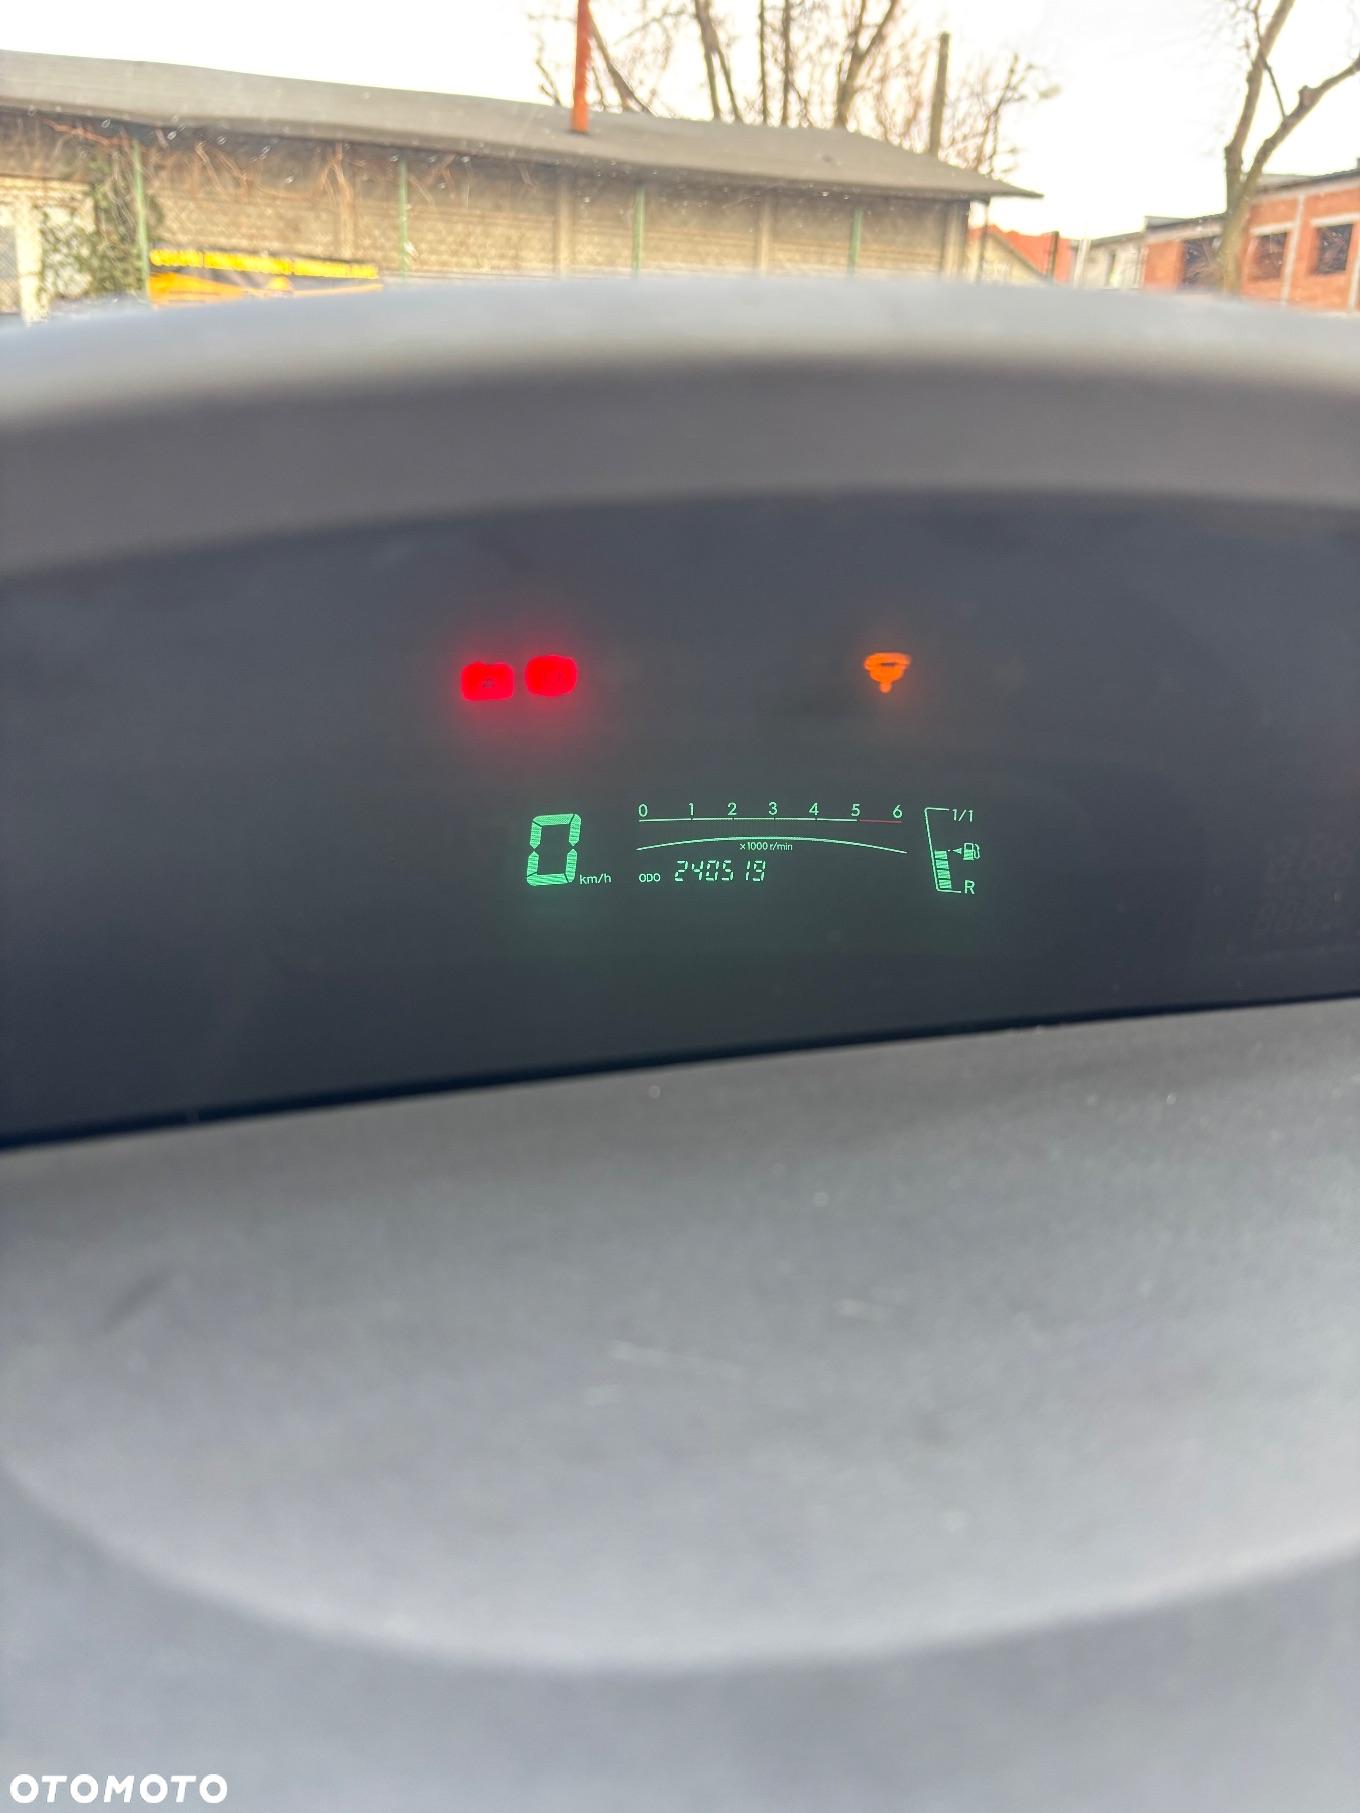 0 1 2 3 4 5 6
1/1
x1000 r/min
0 km/h
ODO 240519
R
OTOMOTO